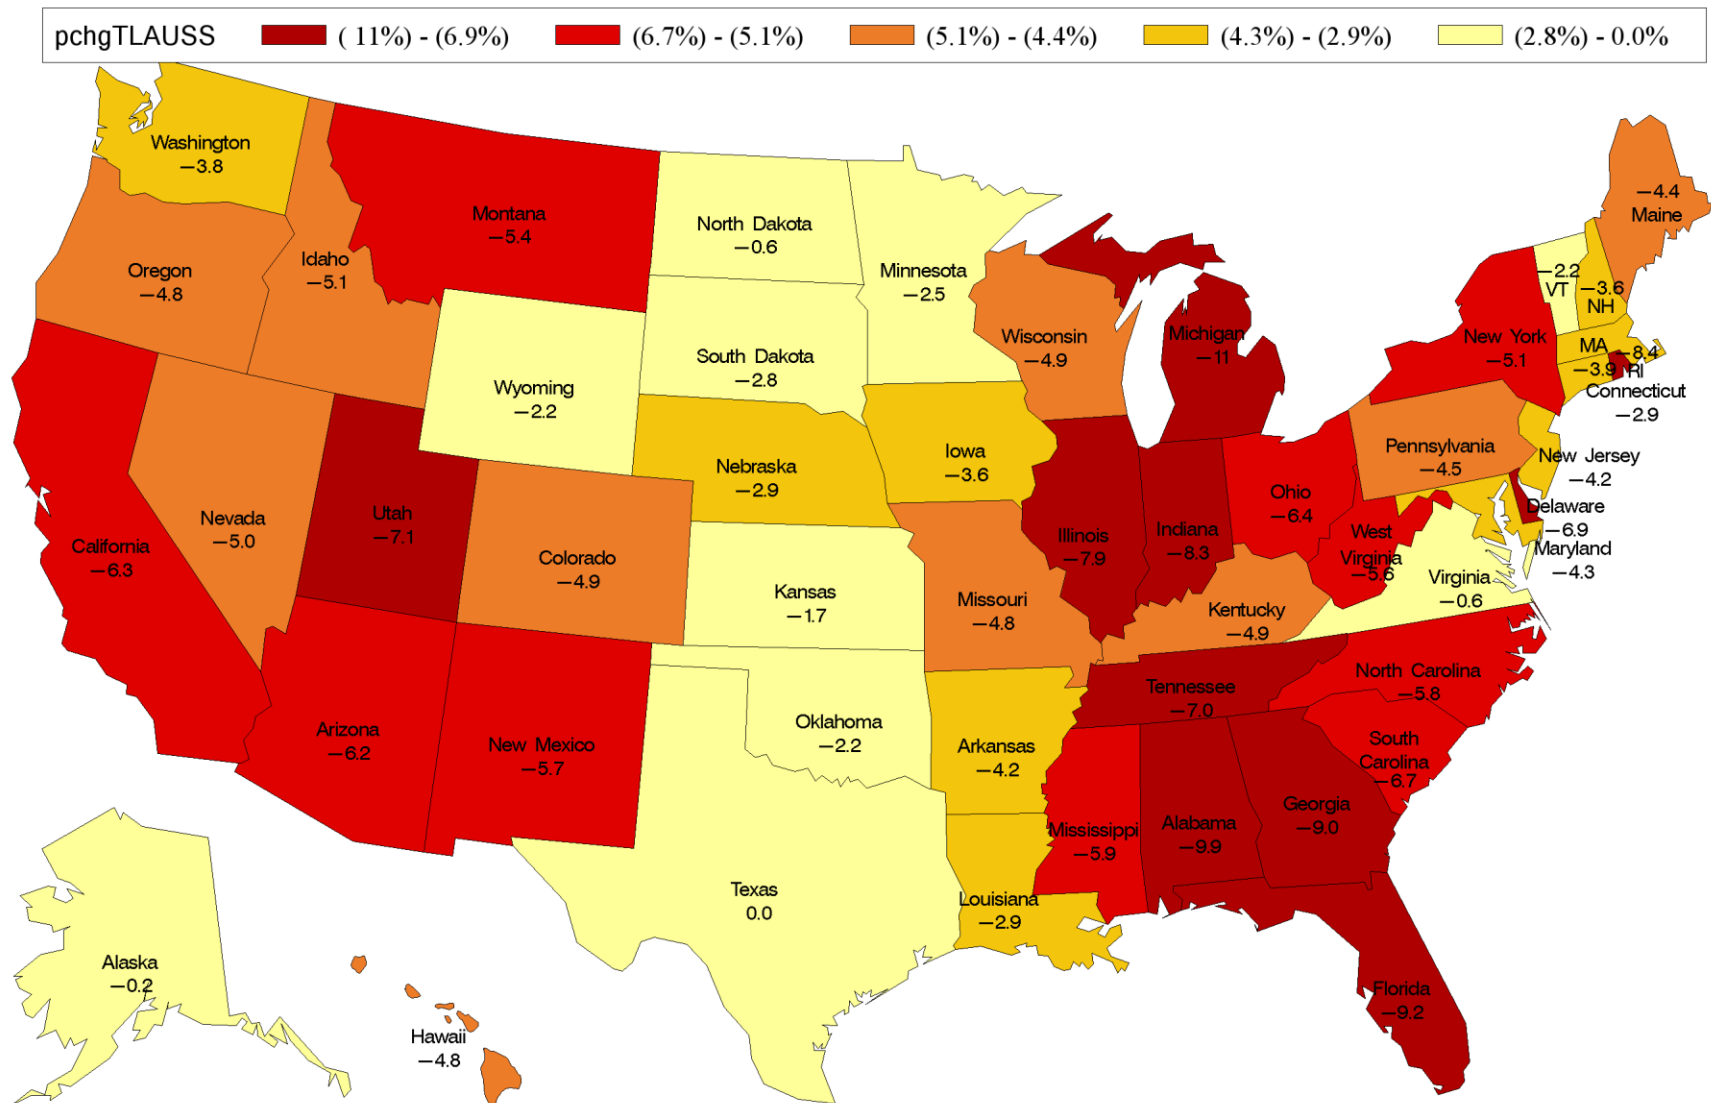 pchgTLAUSS
( 11%) - (6.9%)
(6.7%) - (5.1%)
(5.1%) - (4.4%)
(4.3%) - (2.9%)
(2.8%) - 0.0%
Washington
−3.8
Oregon
−4.8
Idaho
−5.1
Montana
−5.4
North Dakota
−0.6
Minnesota
−2.5
South Dakota
−2.8
Wyoming
−2.2
Wisconsin
−4.9
Michigan
−11
New York
−5.1
−2.2
VT
−3.6
NH
−4.4
Maine
MA
−3.9
−8.4
RI
Connecticut
−2.9
Pennsylvania
−4.5
New Jersey
−4.2
Delaware
−6.9
Maryland
−4.3
California
−6.3
Nevada
−5.0
Utah
−7.1
Colorado
−4.9
Nebraska
−2.9
Iowa
−3.6
Kansas
−1.7
Missouri
−4.8
Illinois
−7.9
Indiana
−8.3
Ohio
−6.4
West
Virginia
−5.6
Virginia
−0.6
Kentucky
−4.9
Tennessee
−7.0
North Carolina
−5.8
South
Carolina
−6.7
Arizona
−6.2
New Mexico
−5.7
Oklahoma
−2.2
Arkansas
−4.2
Mississippi
−5.9
Alabama
−9.9
Georgia
−9.0
Texas
0.0
Louisiana
−2.9
Florida
−9.2
Alaska
−0.2
Hawaii
−4.8